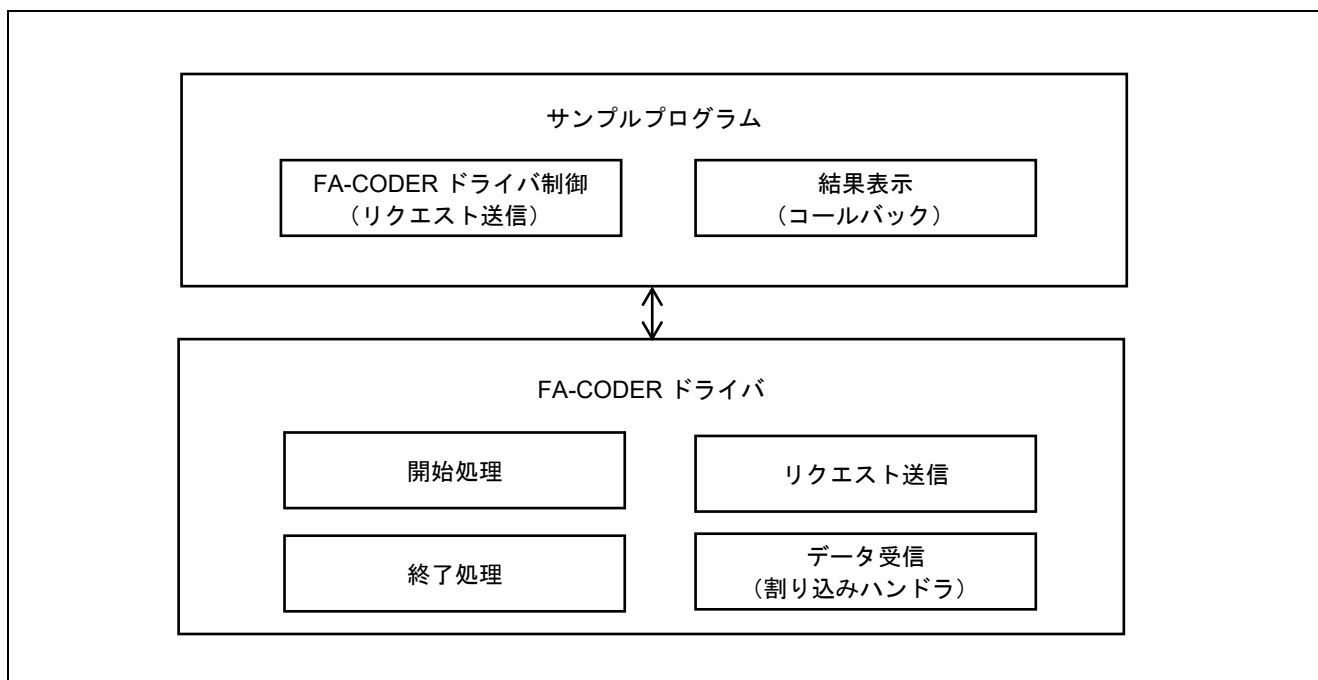 サンプルプログラム
FA-CODER ドライバ制御
（リクエスト送信）
結果表示
（コールバック）
FA-CODER ドライバ
開始処理
リクエスト送信
終了処理
データ受信
（割り込みハンドラ）